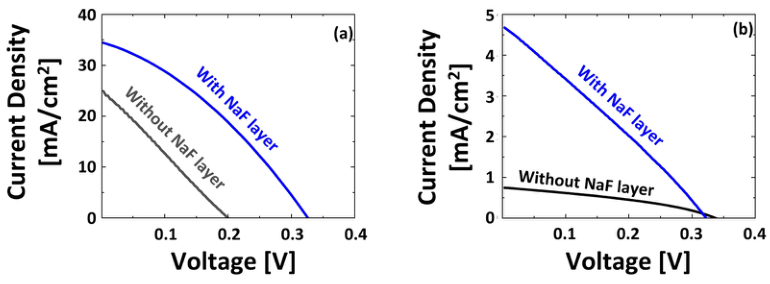 (a)
Current Density
[mA/cm²]
40
30
20
10
0
With NaF layer
Without NaF layer
0.1 0.2 0.3 0.4
Voltage [V]
(b)
Current Density
[mA/cm²]
5
4
3
2
1
0
With NaF layer
Without NaF layer
0.1 0.2 0.3 0.4
Voltage [V]